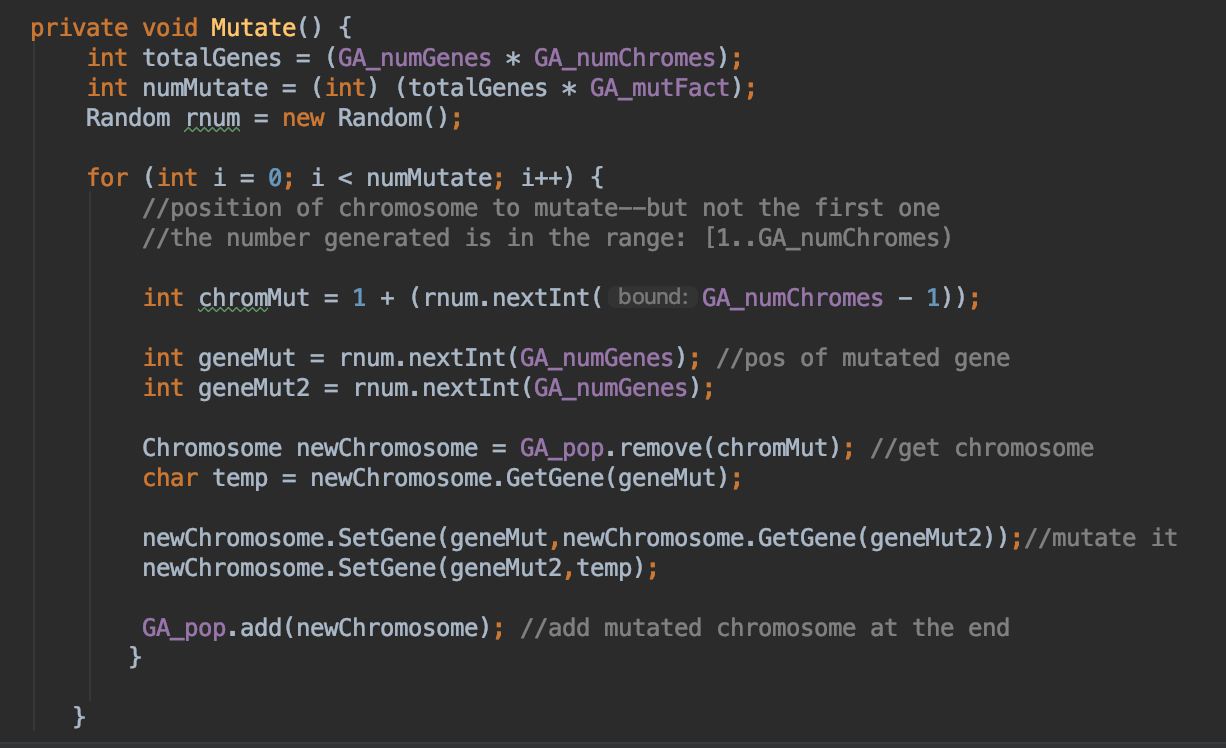 private void Mutate() {
    int totalGenes = (GA_numGenes * GA_numChromes);
    int numMutate = (int) (totalGenes * GA_mutFact);
    Random rnum = new Random();

    for (int i = 0; i < numMutate; i++) {
        //position of chromosome to mutate--but not the first one
        //the number generated is in the range: [1..GA_numChromes)

        int chromMut = 1 + (rnum.nextInt( bound: GA_numChromes - 1));

        int geneMut = rnum.nextInt(GA_numGenes); //pos of mutated gene
        int geneMut2 = rnum.nextInt(GA_numGenes);

        Chromosome newChromosome = GA_pop.remove(chromMut); //get chromosome
        char temp = newChromosome.GetGene(geneMut);

        newChromosome.SetGene(geneMut,newChromosome.GetGene(geneMut2));//mutate it
        newChromosome.SetGene(geneMut2,temp);

        GA_pop.add(newChromosome); //add mutated chromosome at the end
       }

   }